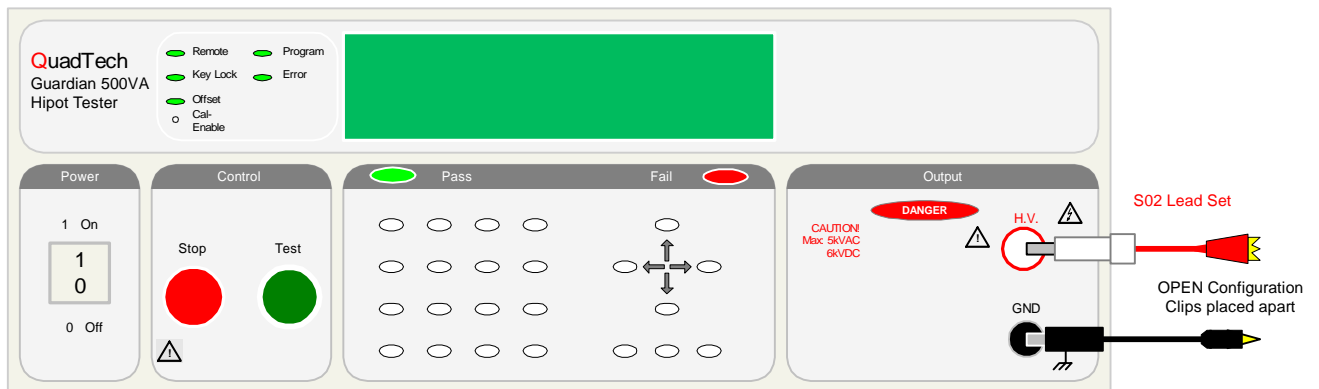 QuadTech
Guardian 500VA
Hipot Tester
Remote
Program
Key Lock
Error
Offset
Cal-
Enable
Power
Control
Pass
Fail
Output
1 On
1
0
0 Off
Stop
Test
DANGER
CAUTION!
Max: 5kVAC
6kVDC
H.V.
GND
S02 Lead Set
OPEN Configuration
Clips placed apart